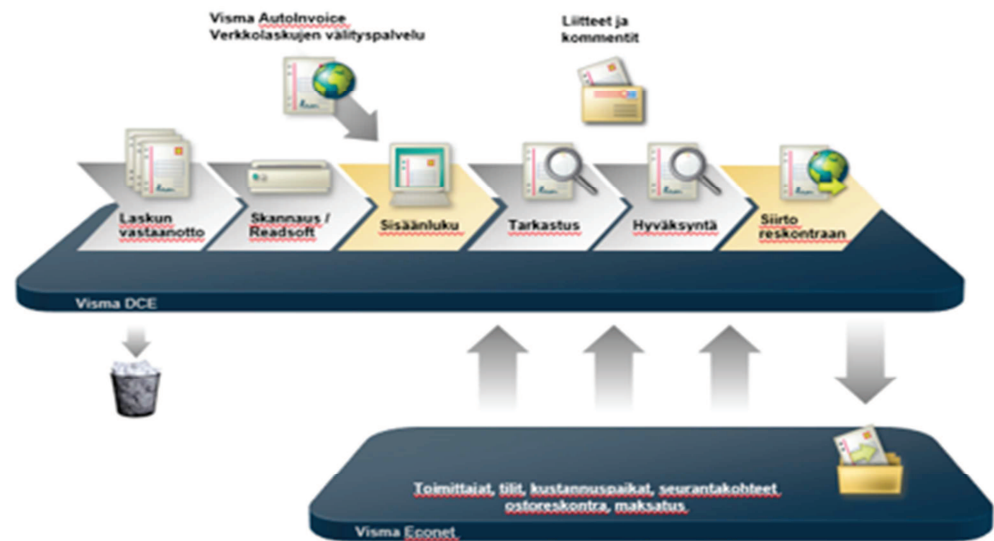 Visma AutoInvoice
Verkkolaskujen välityspalvelu
Liitteet ja
kommentit
Laskun
vastaanotto
Skannaus /
Readsoft
Sisäänluku
Tarkastus
Hyväksyntä
Siirto
reskontraan
Visma DCE
Toimittajat, tilit, kustannuspaikat, seurantakohteet
ostoreskontra, maksatus
Visma Econet